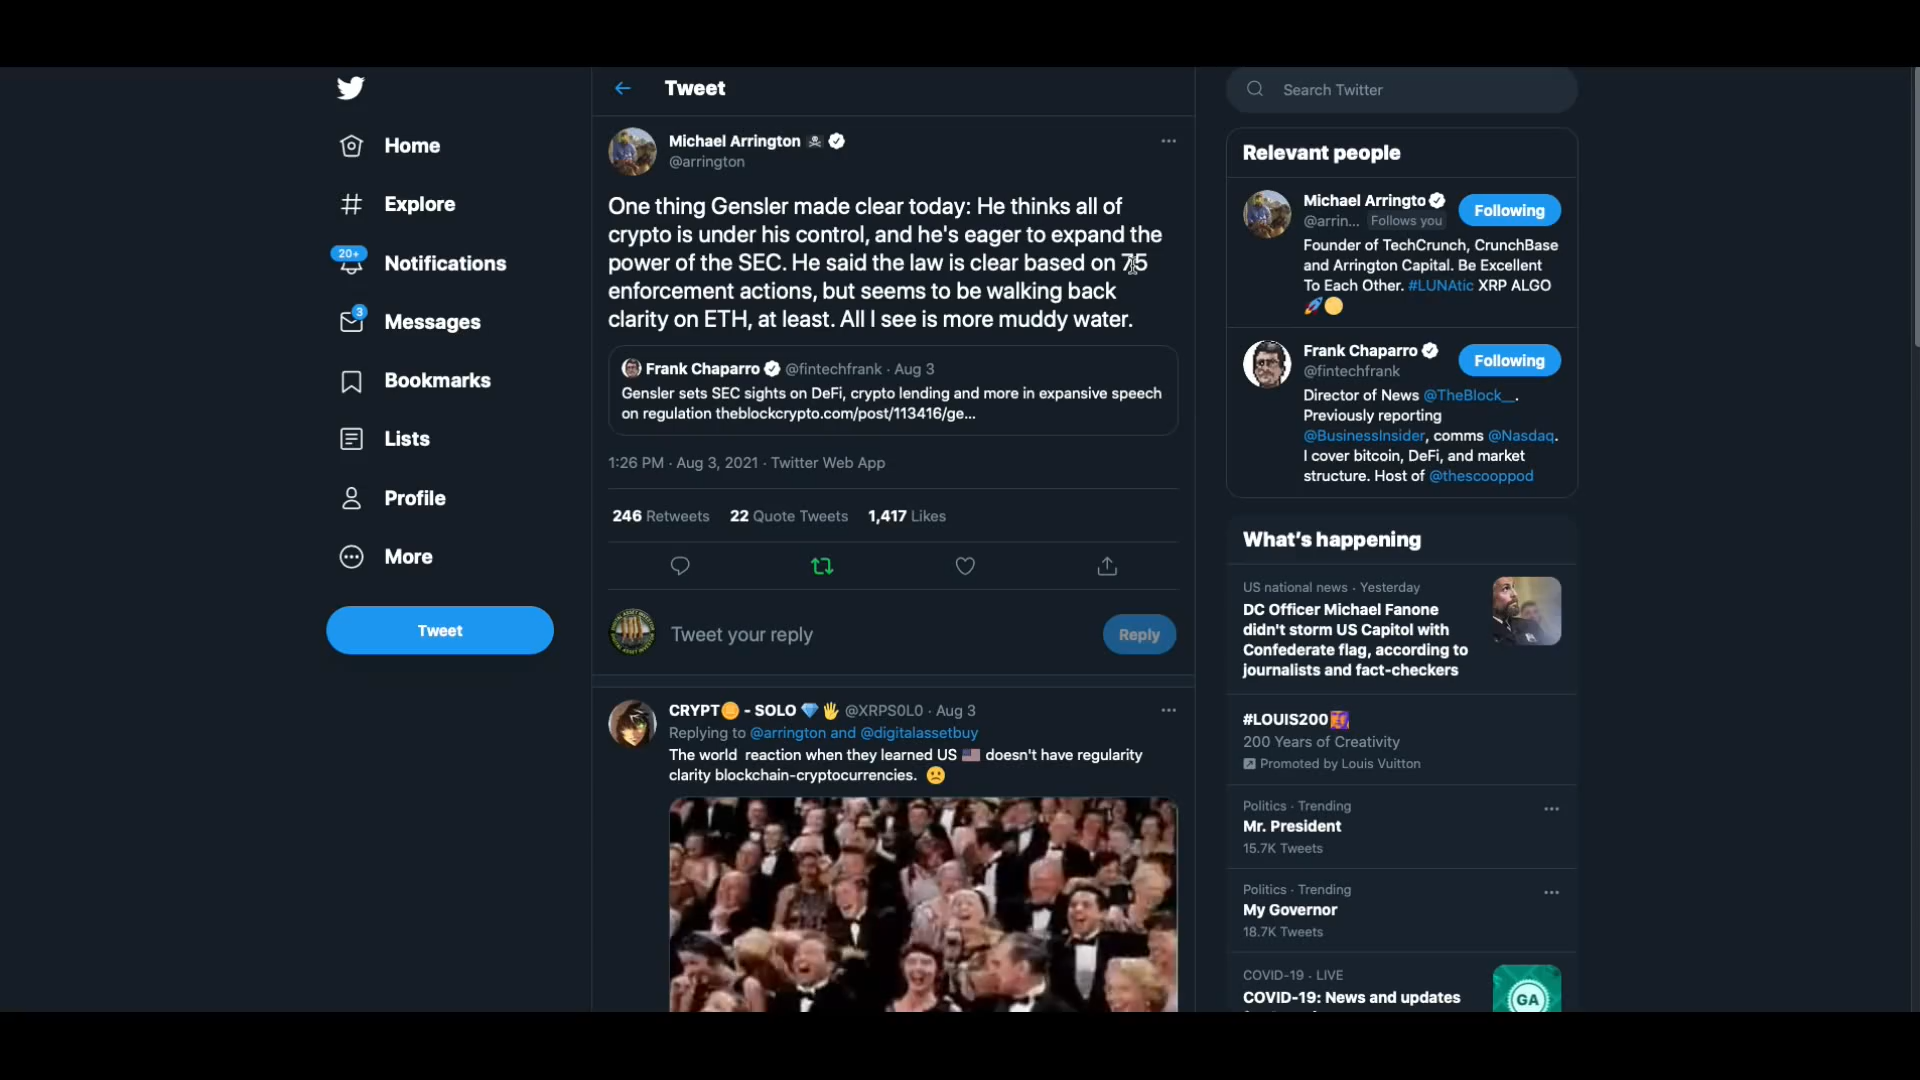 Home
Explore
20+
Notifications
3
Messages
Bookmarks
Lists
Profile
More
Tweet
Tweet
Michael Arrington
@arrington
One thing Gensler made clear today: He thinks all of
crypto is under his control, and he's eager to expand the
power of the SEC. He said the law is clear based on 75
enforcement actions, but seems to be walking back
clarity on ETH, at least. All I see is more muddy water.
Frank Chaparro @fintechfrank · Aug 3
Gensler sets SEC sights on DeFi, crypto lending and more in expansive speech
on regulation theblockcrypto.com/post/113416/ge...
1:26 PM · Aug 3, 2021 · Twitter Web App
246 Retweets 22 Quote Tweets 1,417 Likes
Tweet your reply
Reply
CRYPT🪙 - SOLO 💎 🖖 @XRPS0L0 · Aug 3
Replying to @arrington and @digitalassetbuy
The world reaction when they learned US 🇺🇸 doesn't have regularity
clarity blockchain-cryptocurrencies. 🙁
Search Twitter
Relevant people
Michael Arringto
Following
@arrin... Follows you
Founder of TechCrunch, CrunchBase
and Arrington Capital. Be Excellent
To Each Other. #LUNAtic XRP ALGO
🚀🌕
Frank Chaparro
Following
@fintechfrank
Director of News @TheBlock__.
Previously reporting
@BusinessInsider, comms @Nasdaq.
I cover bitcoin, DeFi, and market
structure. Host of @thescooppod
What's happening
US national news · Yesterday
DC Officer Michael Fanone
didn't storm US Capitol with
Confederate flag, according to
journalists and fact-checkers
#LOUIS200
200 Years of Creativity
Promoted by Louis Vuitton
Politics · Trending
Mr. President
15.7K Tweets
Politics · Trending
My Governor
18.7K Tweets
COVID-19 · LIVE
COVID-19: News and updates
GA